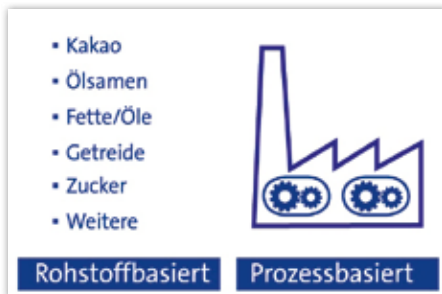 ▪ Kakao
▪ Ölsamen
▪ Fette/Öle
▪ Getreide
▪ Zucker
▪ Weitere
Rohstoffbasiert
Prozessbasiert